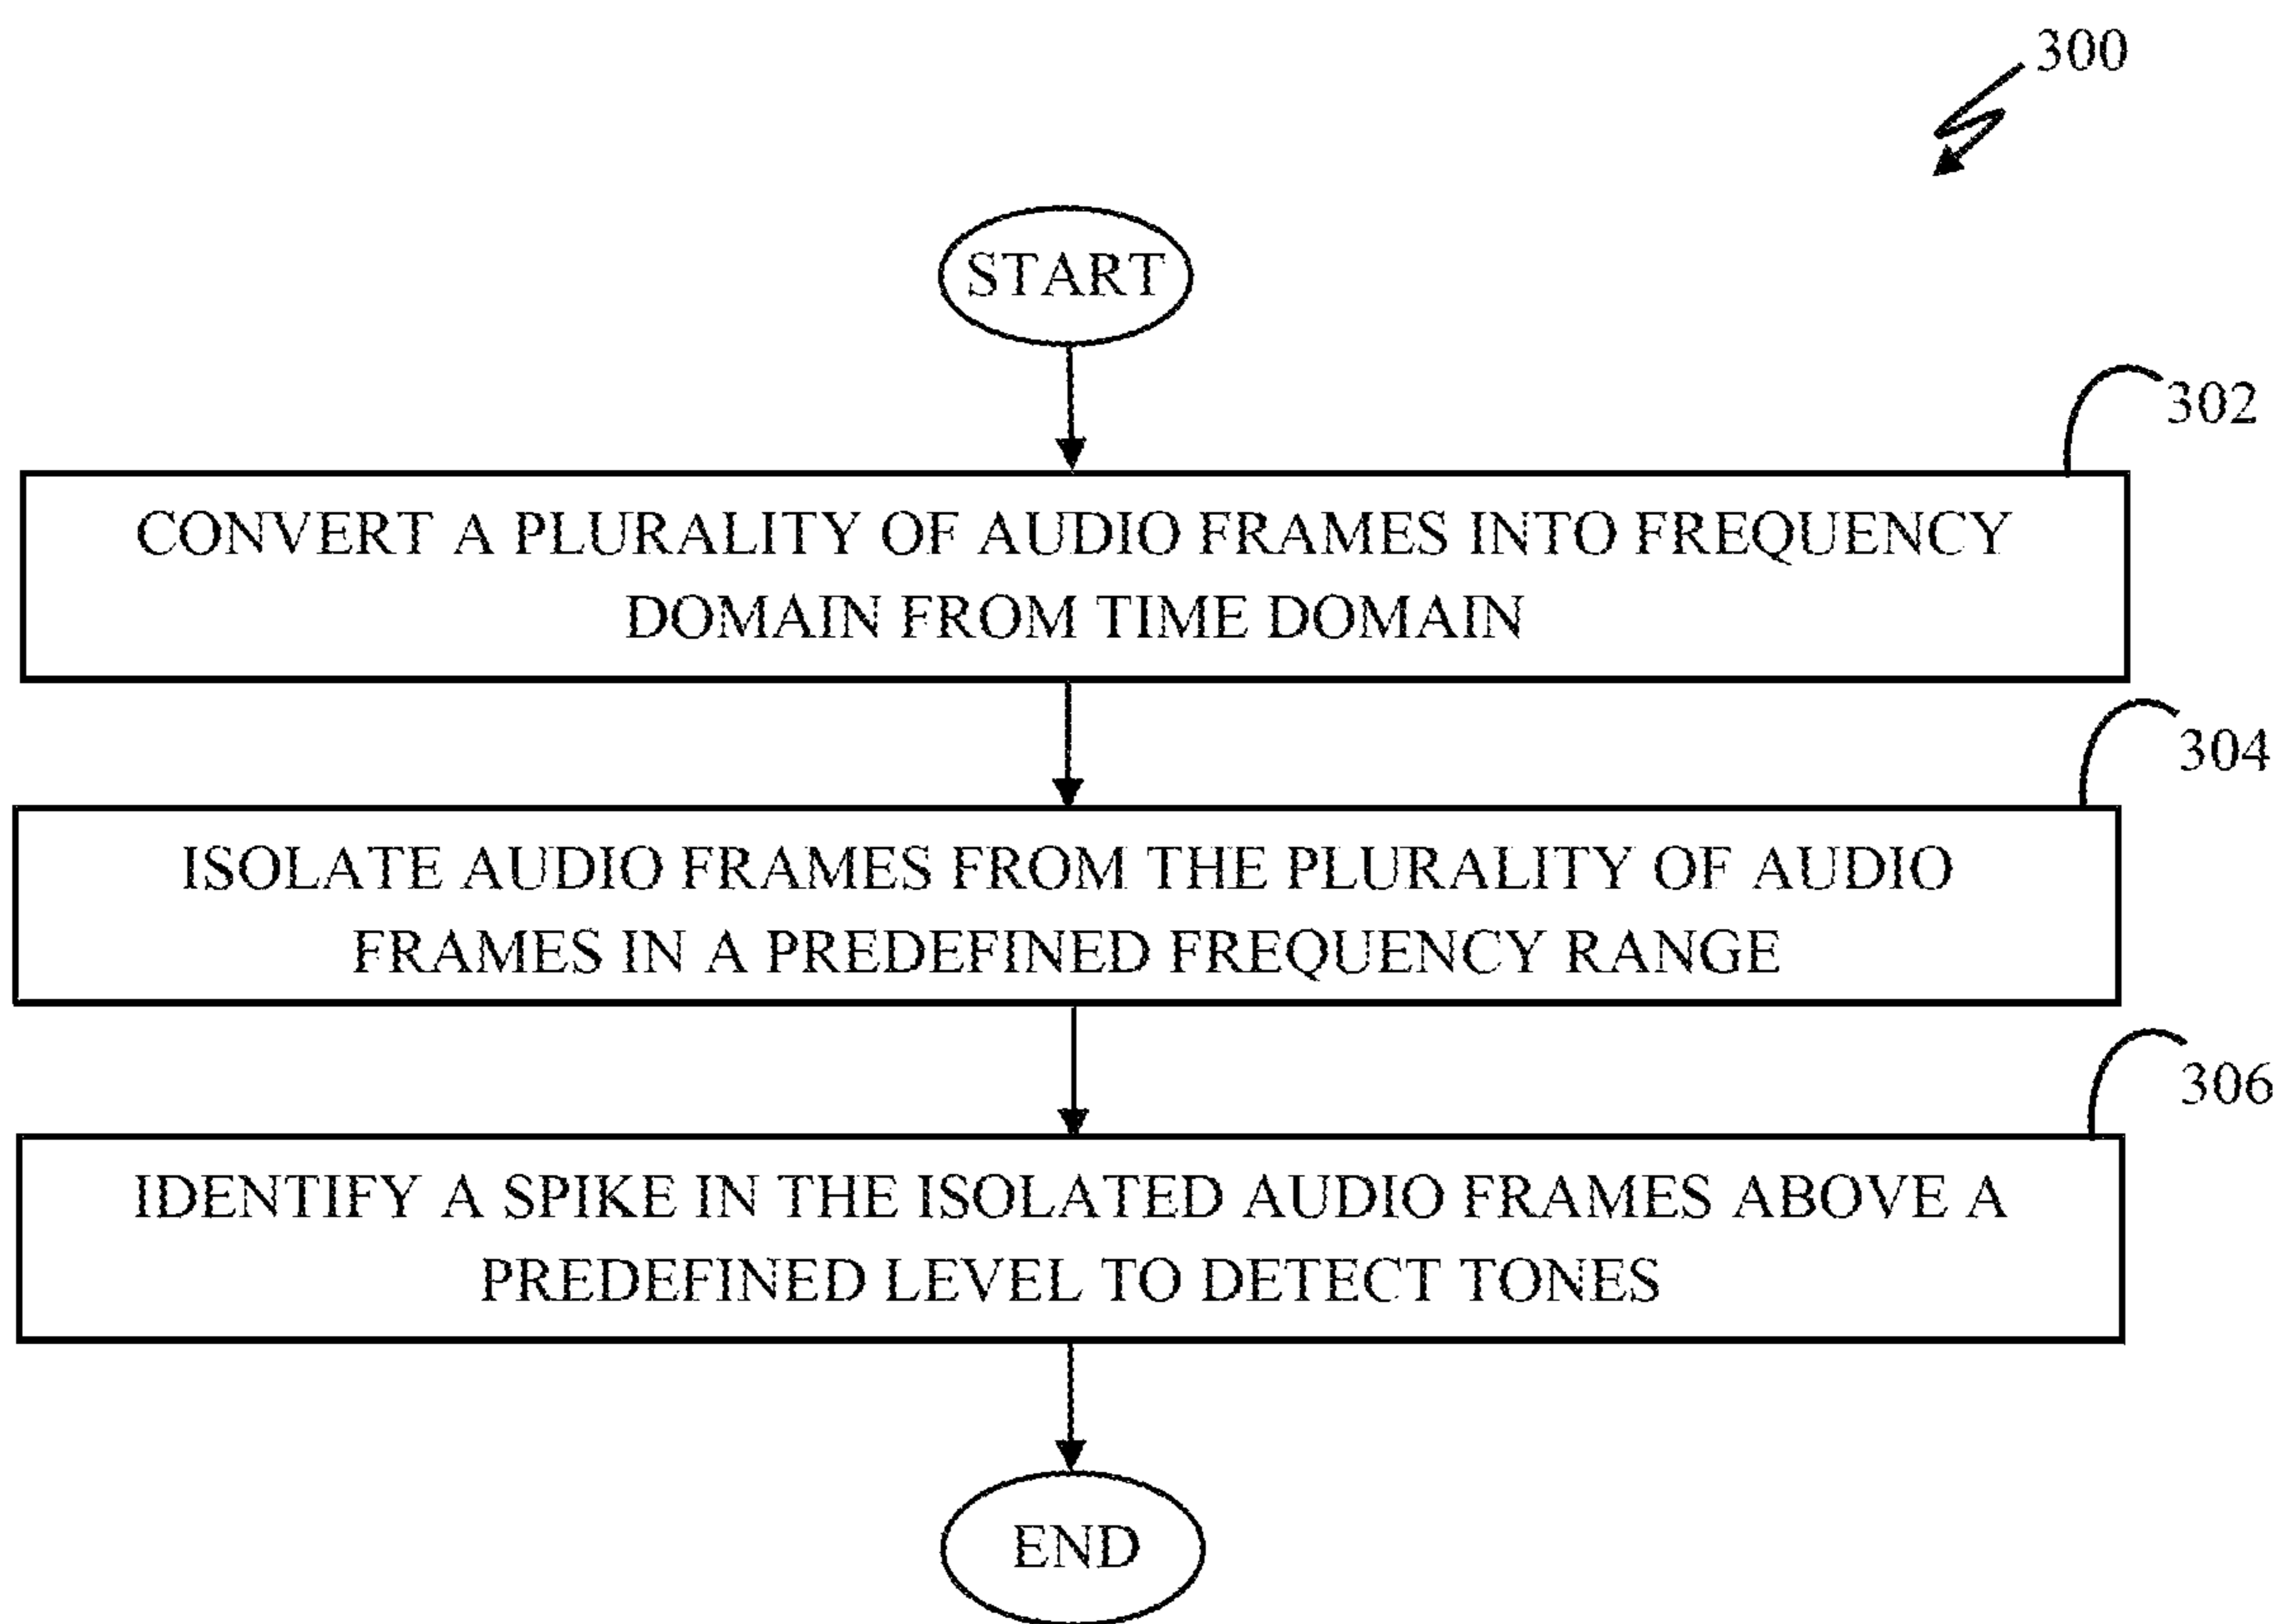 300
START
302
CONVERT A PLURALITY OF AUDIO FRAMES INTO FREQUENCY
DOMAIN FROM TIME DOMAIN
304
ISOLATE AUDIO FRAMES FROM THE PLURALITY OF AUDIO
FRAMES IN A PREDEFINED FREQUENCY RANGE
306
IDENTIFY A SPIKE IN THE ISOLATED AUDIO FRAMES ABOVE A
PREDEFINED LEVEL TO DETECT TONES
END